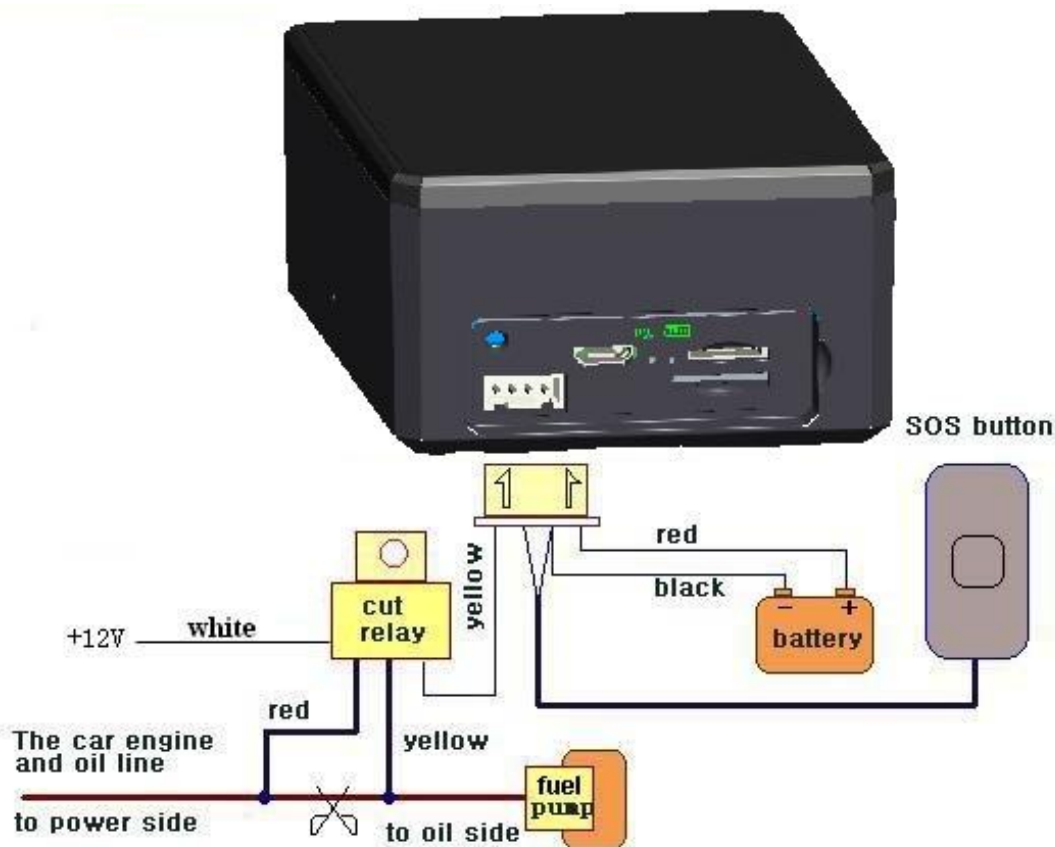 SOS button
red
yellow
black
- +
battery
cut
relay
+12V
white
red
yellow
The car engine
and oil line
fuel
pump
to power side
to oil side